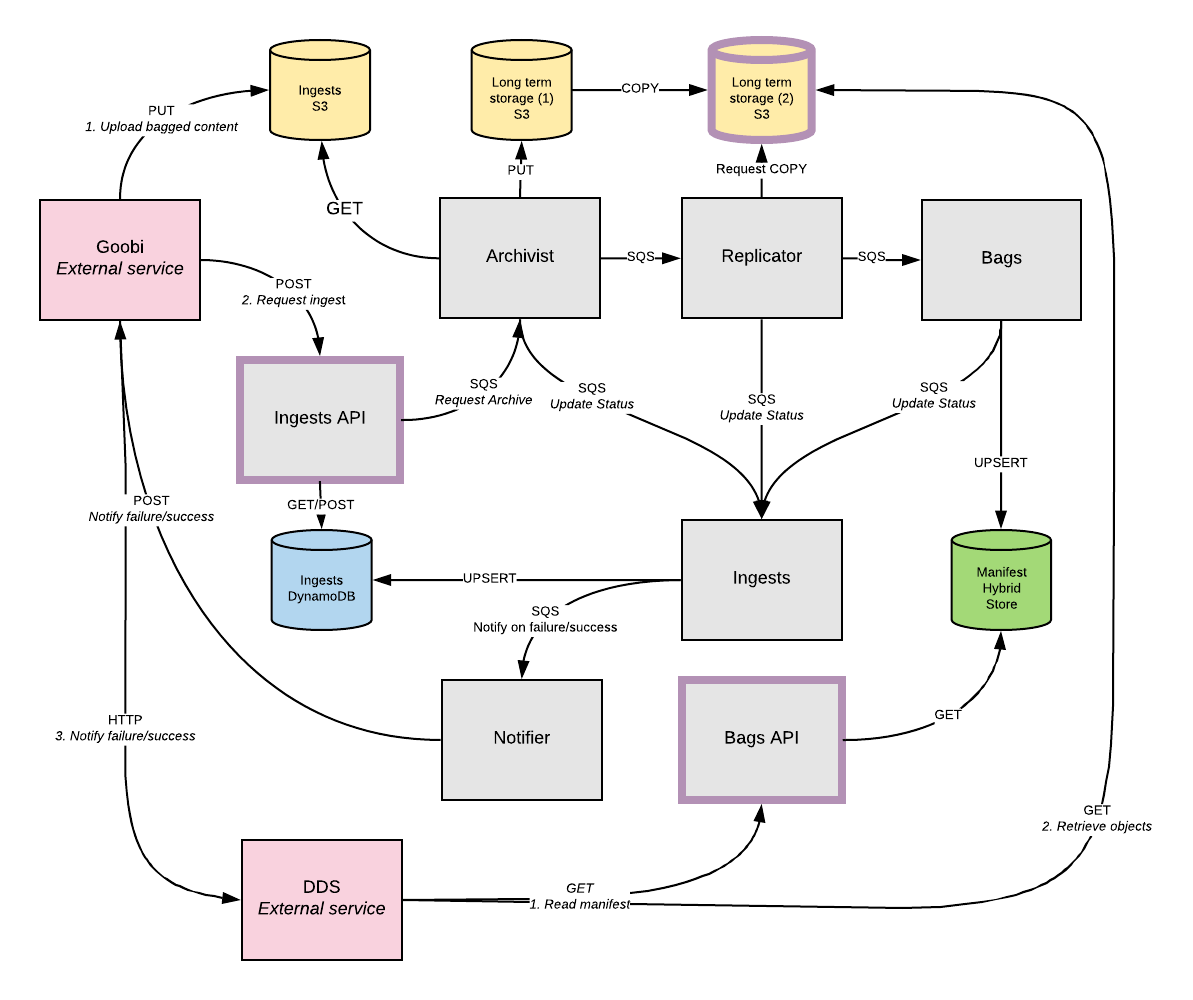 Ingests
S3
Long term
storage (1)
S3
COPY
Long term
storage (2)
S3
PUT
1. Upload bagged content
PUT
Request COPY
GET
Goobi
External service
Archivist
SQS
Replicator
SQS
Bags
POST
2. Request ingest
Ingests API
SQS
Request Archive
SQS
Update Status
SQS
Update Status
SQS
Update Status
UPSERT
GET/POST
POST
Notify failure/success
Ingests
DynamoDB
UPSERT
Ingests
Manifest
Hybrid
Store
SQS
Notify on failure/success
HTTP
3. Notify failure/success
Notifier
Bags API
GET
GET
2. Retrieve objects
DDS
External service
GET
1. Read manifest